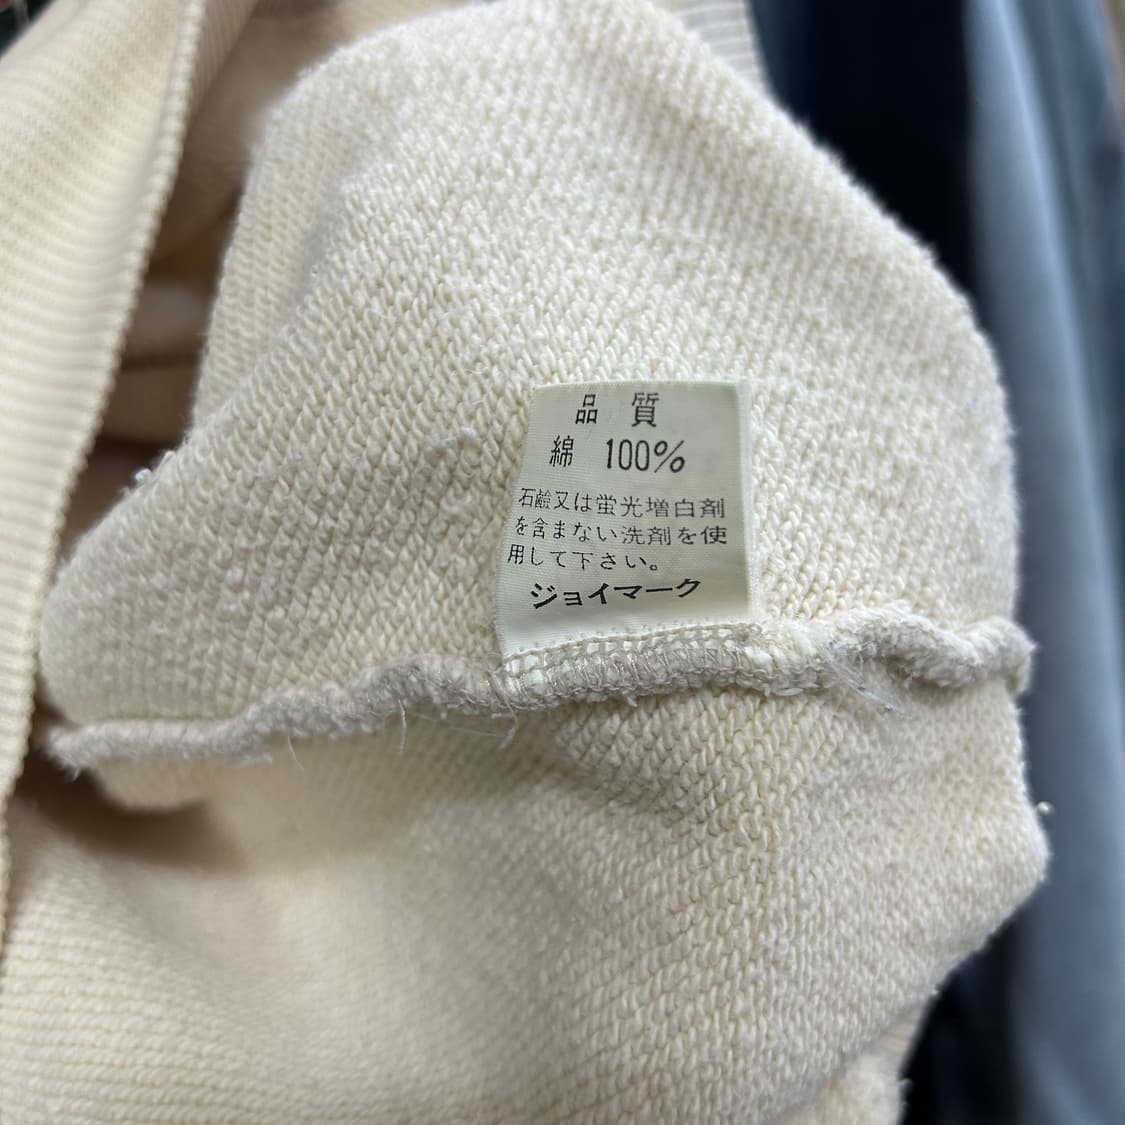 品 質
綿 100%
石鹼又は蛍光増白剤
を含まない洗剤を使
用して下さい。
ジョイマーク